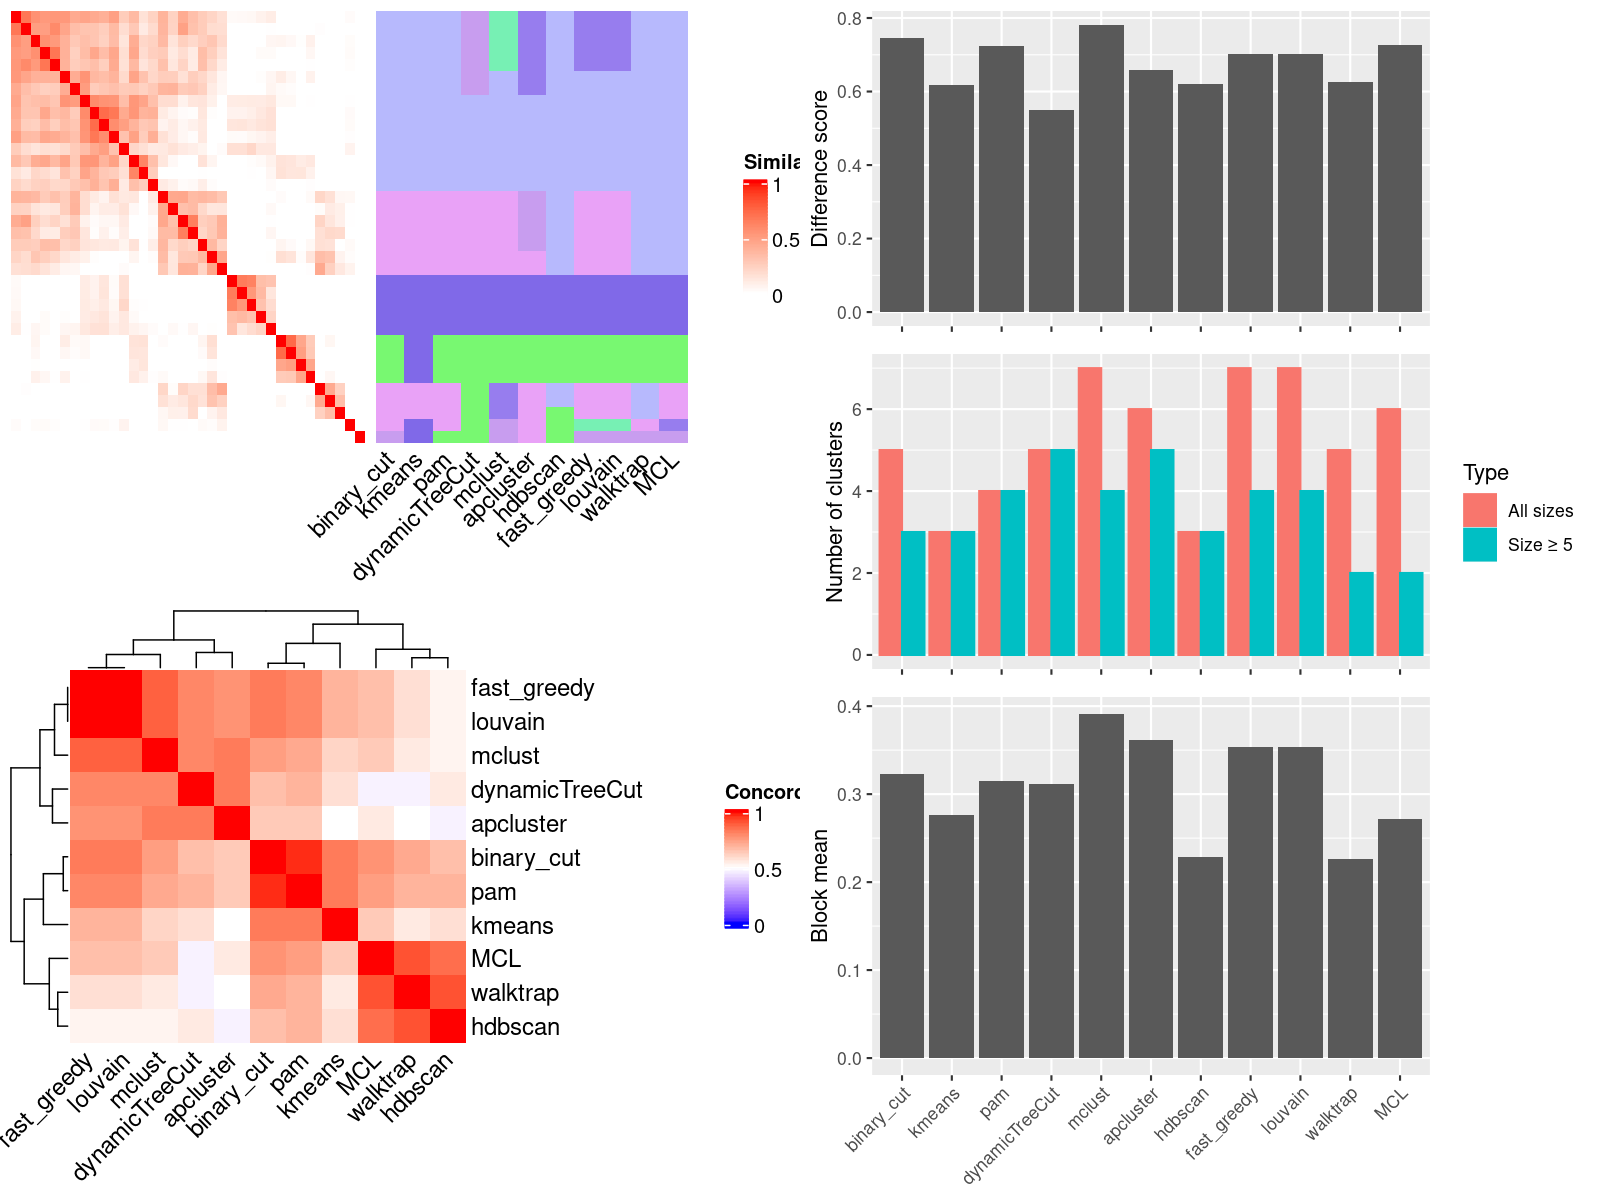 Simila
1
0.5
0
binary_cut
kmeans
pam
dynamicTreeCut
mclust
apcluster
hdbscan
fast_greedy
louvain
walktrap
MCL
fast_greedy
louvain
mclust
dynamicTreeCut
apcluster
binary_cut
pam
kmeans
MCL
walktrap
hdbscan
fast_greedy
louvain
mclust
dynamicTreeCut
apcluster
binary_cut
pam
kmeans
MCL
walktrap
hdbscan
Concord
1
0.5
0
Difference score
0.8
0.6
0.4
0.2
0.0
Number of clusters
6
4
2
0
Type
All sizes
Size ≥ 5
Block mean
0.4
0.3
0.2
0.1
0.0
binary_cut
kmeans
pam
dynamicTreeCut
mclust
apcluster
hdbscan
fast_greedy
louvain
walktrap
MCL